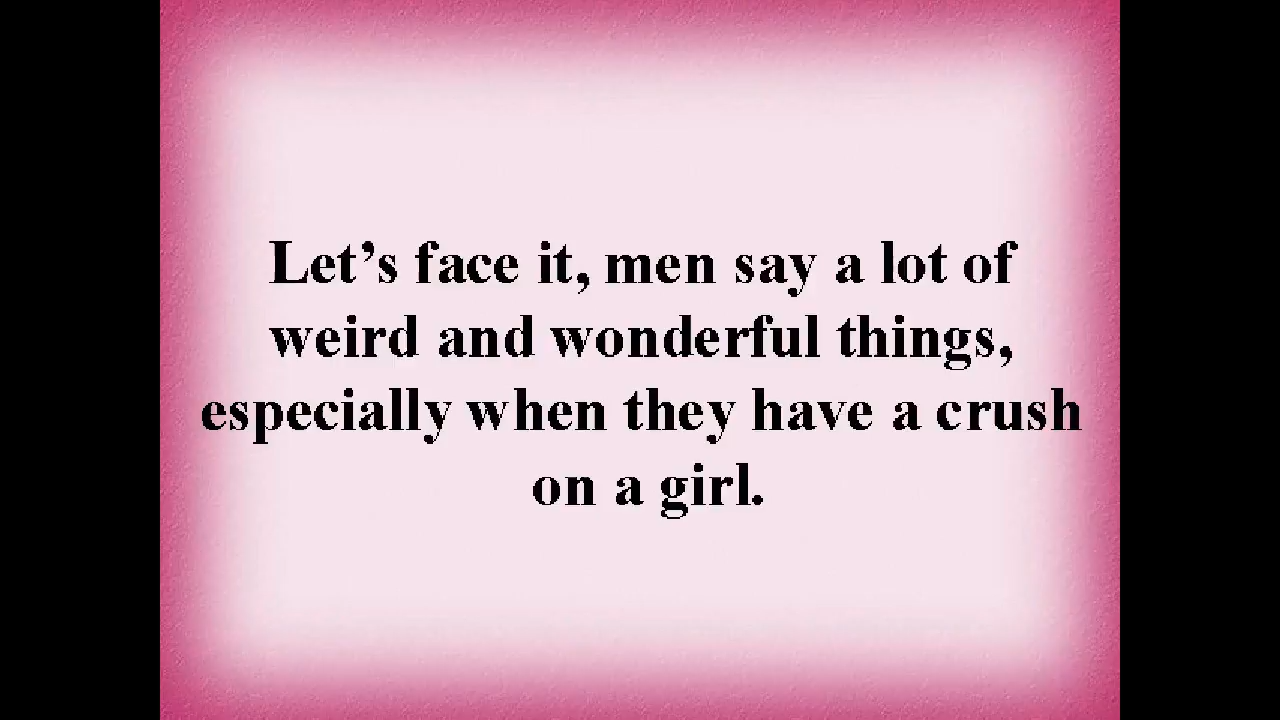 Let’s face it, men say a lot of
weird and wonderful things,
especially when they have a crush
on a girl.